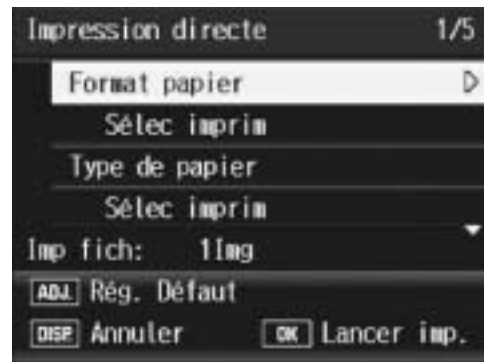 Impression directe 1/5
Format papier
Sélec imprim
Type de papier
Sélec imprim
Imp fich: 1Img
ADJ. Rég. Défaut
DISP. Annuler OK Lancer imp.